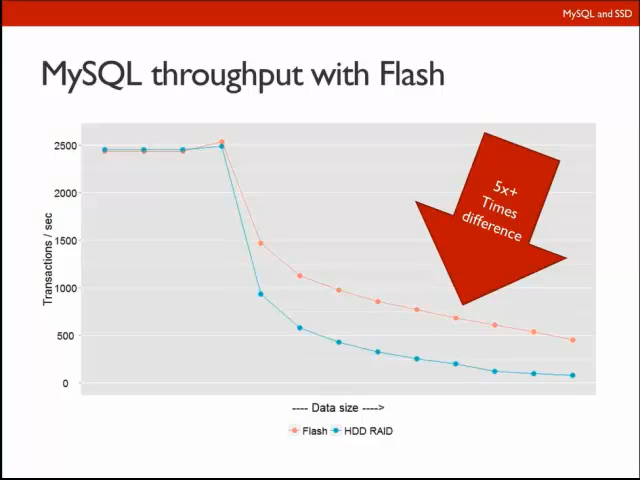 MySQL and SSD
MySQL throughput with Flash
2500
2000
1500
1000
500
0
Transactions / sec
5x+
Times
difference
---- Data size ---->
Flash
HDD RAID